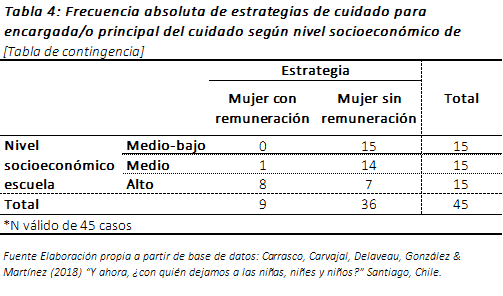 Tabla 4: Frecuencia absoluta de estrategias de cuidado para
encargada/o principal del cuidado según nivel socioeconómico de
[Tabla de contingencia]
Estrategia
Mujer con remuneración Mujer sin remuneración Total
Nivel socioeconómico escuela
Medio-bajo 0 15 15
Medio 1 14 15
Alto 8 7 15
Total 9 36 45
*N válido de 45 casos
Fuente Elaboración propia a partir de base de datos: Carrasco, Carvajal, Delaveau, González &
Martínez (2018) “Y ahora, ¿con quién dejamos a las niñas, niñes y niños?” Santiago, Chile.